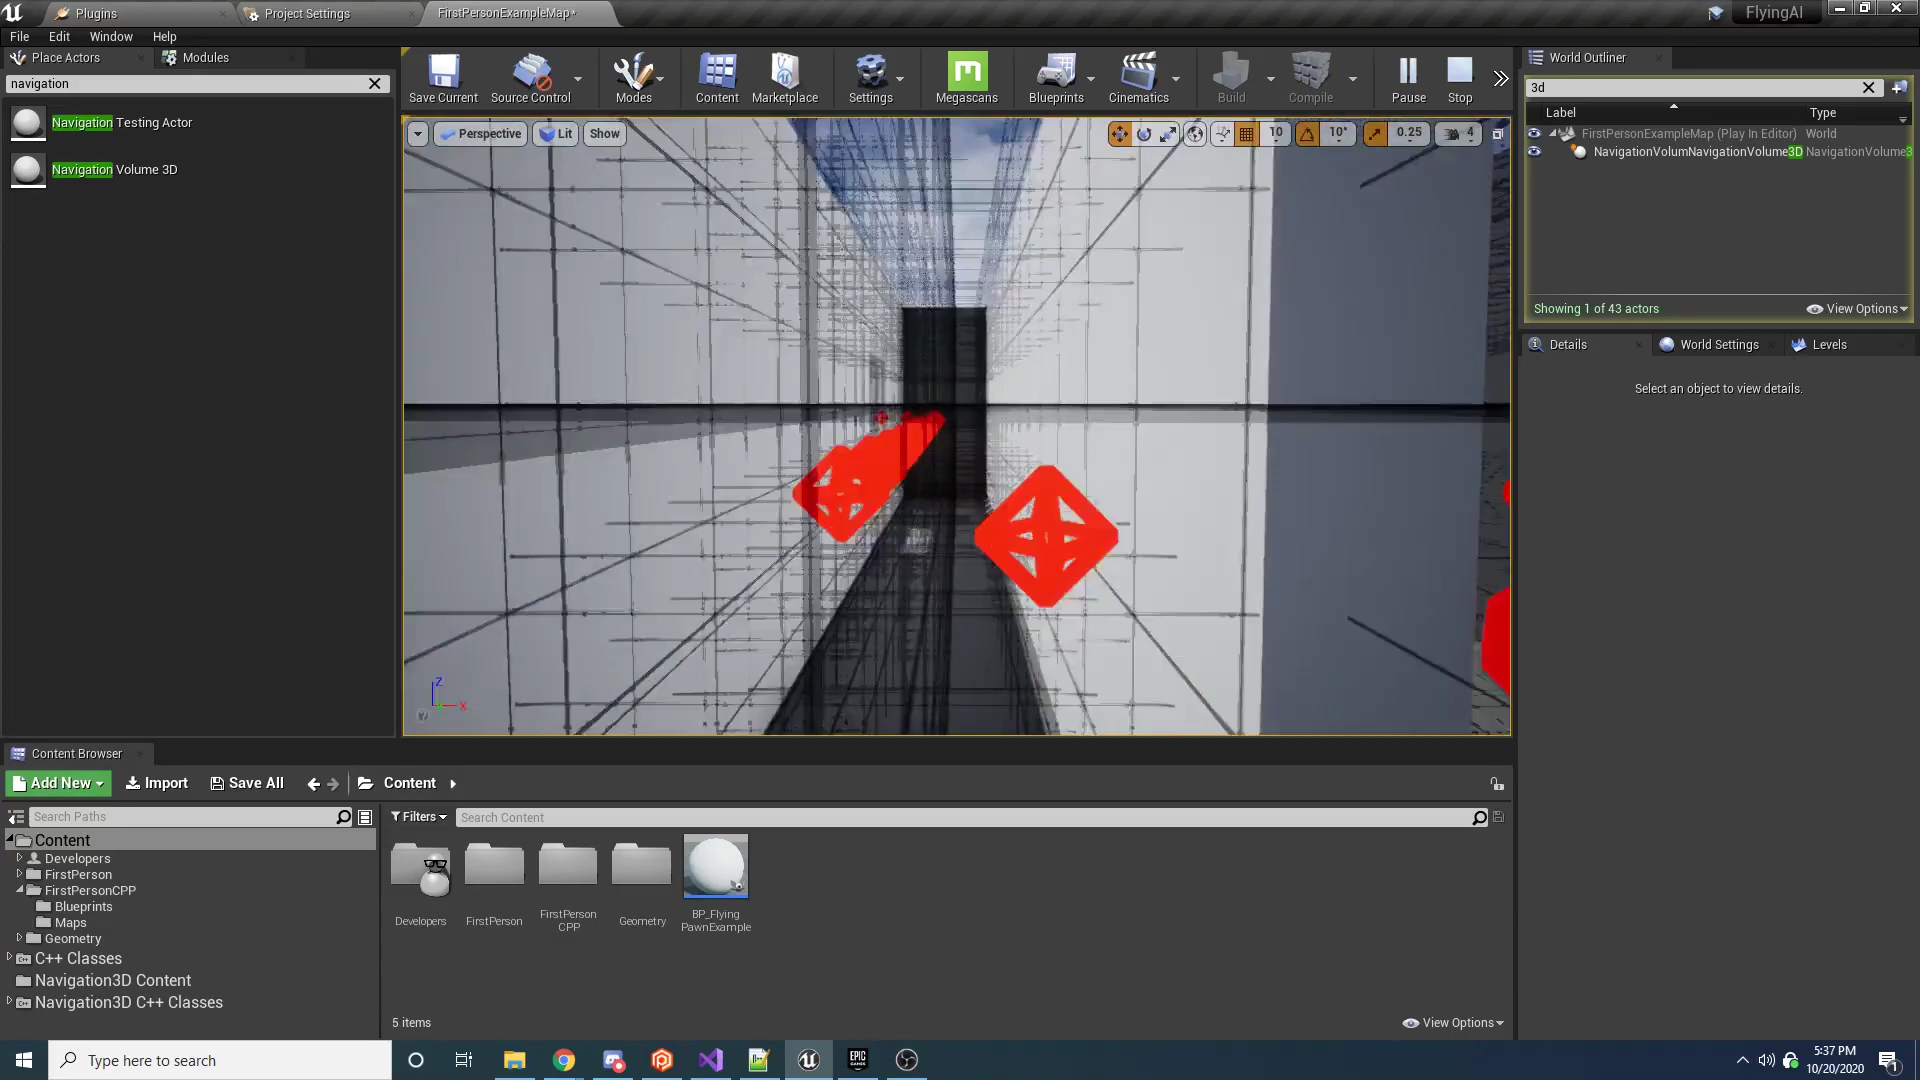 Plugins
Project Settings
FirstPersonExampleMap*
FlyingAI
File Edit Window Help
Place Actors
Modules
navigation
Navigation Testing Actor
Navigation Volume 3D
Save Current
Source Control
Modes
Content
Marketplace
Settings
Megascans
Blueprints
Cinematics
Build
Compile
Pause
Stop
Perspective
Lit
Show
10
10°
0.25
4
Z
X
World Outliner
3d
Label
Type
FirstPersonExampleMap (Play In Editor) World
NavigationVolumNavigationVolume3D NavigationVolume3
Showing 1 of 43 actors
View Options
Details
World Settings
Levels
Select an object to view details.
Content Browser
Add New
Import
Save All
Content
Search Paths
Filters
Search Content
Content
Developers
FirstPerson
FirstPersonCPP
Blueprints
Maps
Geometry
C++ Classes
Navigation3D Content
Navigation3D C++ Classes
Developers
FirstPerson
FirstPerson
CPP
Geometry
BP_Flying
PawnExample
5 items
View Options
Type here to search
EPIC
GAMES
5:37 PM
10/20/2020
1